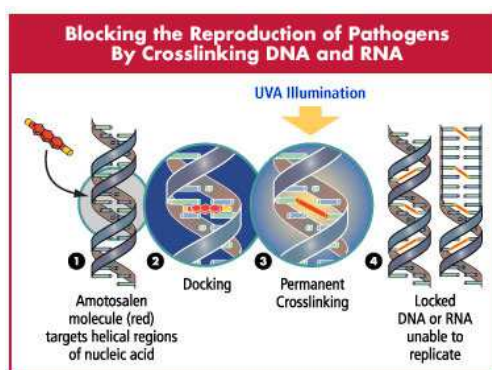 Blocking the Reproduction of Pathogens
By Crosslinking DNA and RNA
UVA Illumination
1
Amotosalen
molecule (red)
targets helical regions
of nucleic acid
2
Docking
3
Permanent
Crosslinking
4
Locked
DNA or RNA
unable to
replicate